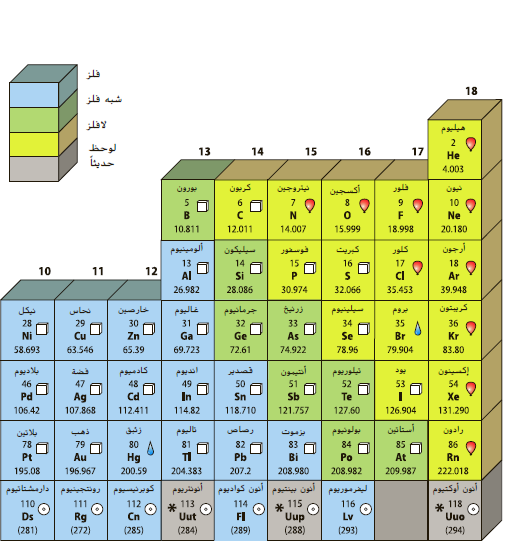 فلز
شبه فلز
لافلز
لوحظ
حديثاً
18
هيليوم
2
He
4.003
13 14 15 16 17
بورون كربون نيتروجين أكسجين فلور نيون
5 6 7 8 9 10
B C N O F Ne
10.811 12.011 14.007 15.999 18.998 20.180
ألومينيوم سيليكون فوسفور كبريت كلور أرجون
13 14 15 16 17 18
Al Si P S Cl Ar
26.982 28.086 30.974 32.066 35.453 39.948
10 11 12
نيكل نحاس خارصين غاليوم جرمانيوم زرنيخ سيلينيوم بروم كريبتون
28 29 30 31 32 33 34 35 36
Ni Cu Zn Ga Ge As Se Br Kr
58.693 63.546 65.39 69.723 72.61 74.922 78.96 79.904 83.80
بلاديوم فضة كادميوم انديوم قصدير أنتيمون تيلوريوم يود إكسينون
46 47 48 49 50 51 52 53 54
Pd Ag Cd In Sn Sb Te I Xe
106.42 107.868 112.411 114.82 118.710 121.757 127.60 126.904 131.290
بلاتين ذهب زئبق ثاليوم رصاص بزموت بولونيوم أستاتين رادون
78 79 80 81 82 83 84 85 86
Pt Au Hg Tl Pb Bi Po At Rn
195.08 196.967 200.59 204.383 207.2 208.980 208.982 209.987 222.018
دارمشتاتيوم رونتجينيوم كوبرنيسيوم أنونتريوم أنون كواديوم أنون بينتيوم ليفرموريوم أنون أوكتيوم
110 111 112 * 113 114 * 115 116 * 118
Ds Rg Cn Uut Fl Uup Lv Uuo
(281) (272) (285) (284) (289) (288) (293) (294)